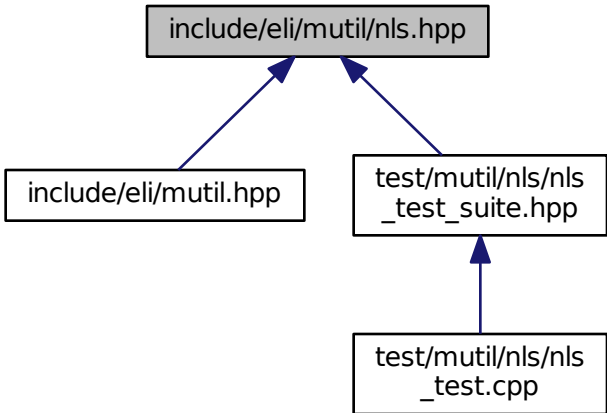 include/eli/mutil/nls.hpp
include/eli/mutil.hpp
test/mutil/nls/nls
_test_suite.hpp
test/mutil/nls/nls
_test.cpp